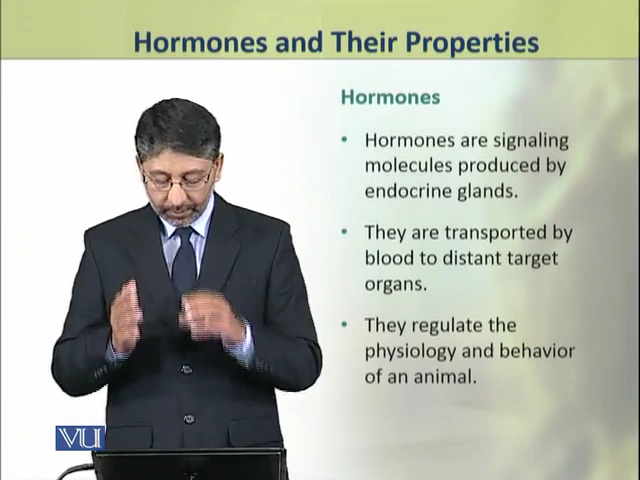 Hormones and Their Properties
Hormones
• Hormones are signaling
molecules produced by
endocrine glands.
• They are transported by
blood to distant target
organs.
• They regulate the
physiology and behavior
of an animal.
VU